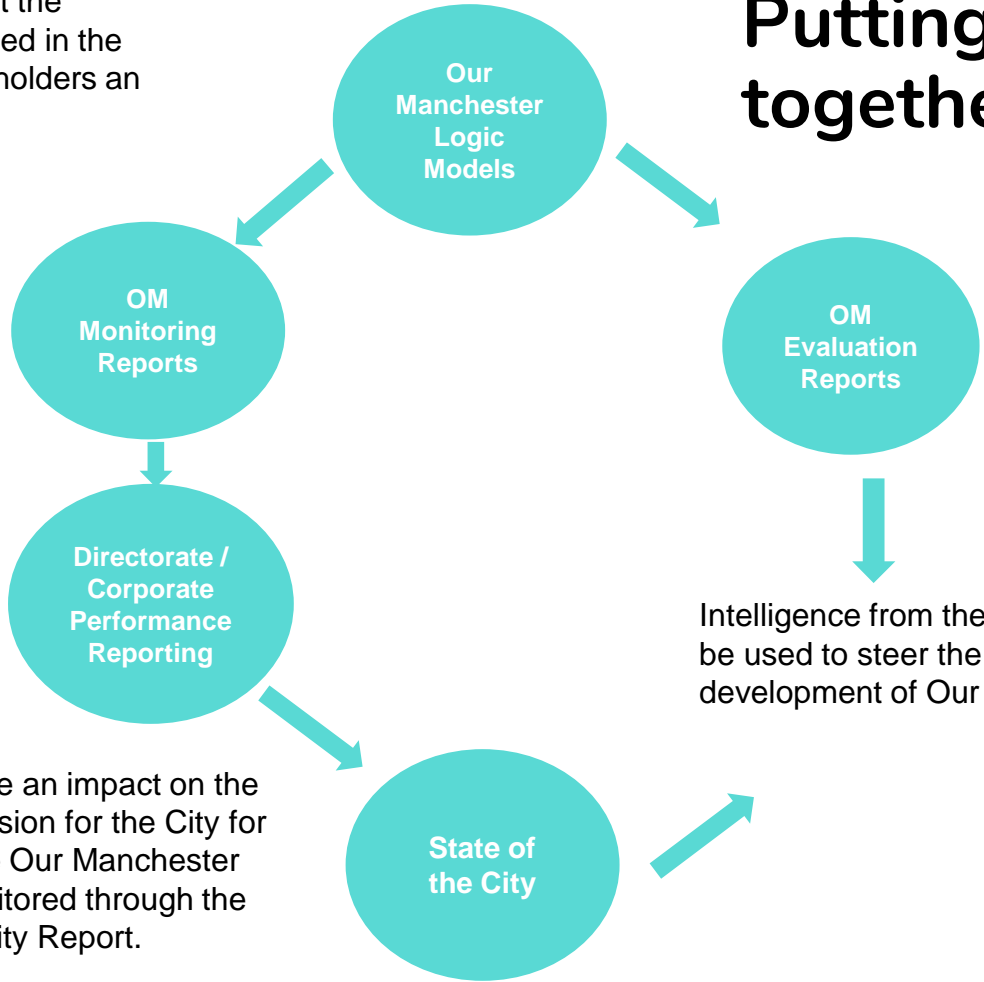 t the
ed in the
holders an
Putting
togethe
Our
Manchester
Logic
Models
OM
Monitoring
Reports
OM
Evaluation
Reports
Directorate /
Corporate
Performance
Reporting
Intelligence from the
be used to steer the
development of Our
e an impact on the
sion for the City for
Our Manchester
itored through the
ity Report.
State of
the City